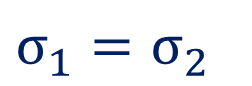 σ₁ = σ₂